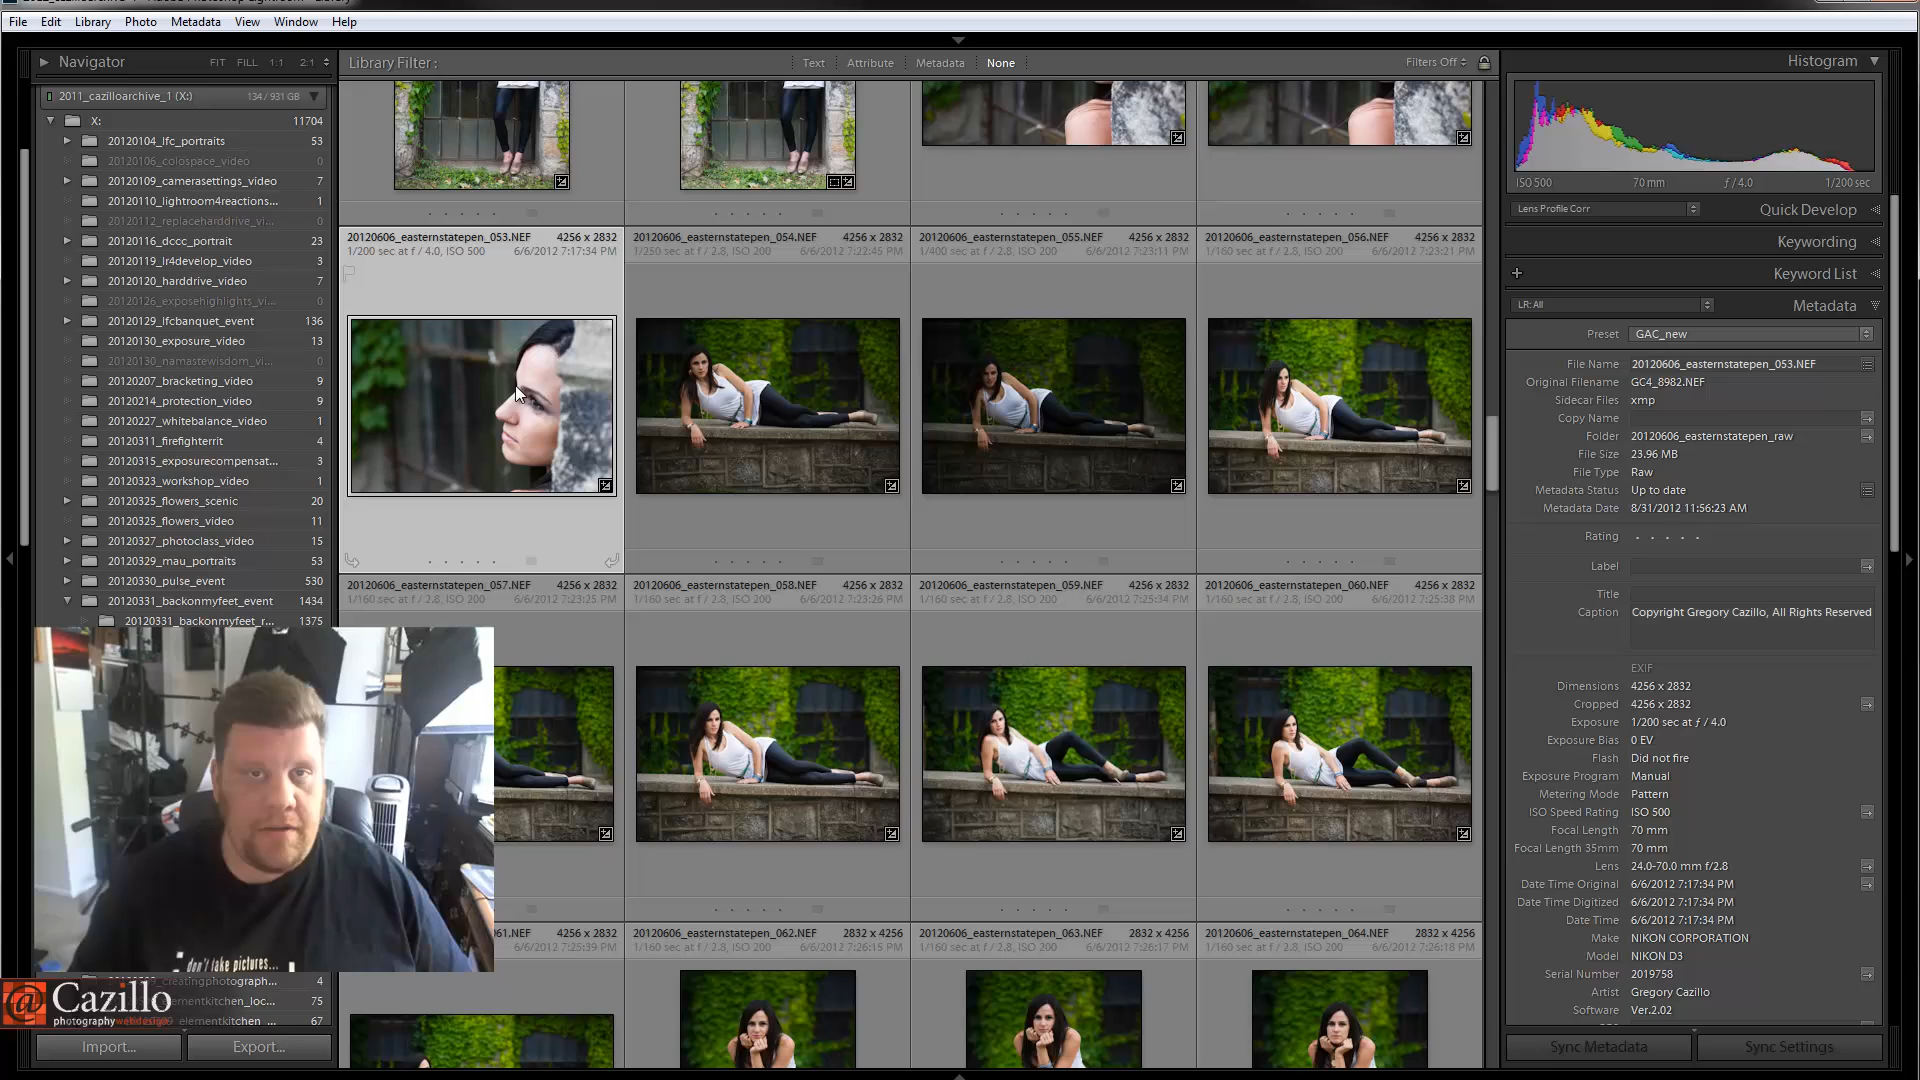 File Edit Library Photo Metadata View Window Help
Navigator FIT FILL 1:1 2:1
Library Filter : Text Attribute Metadata None Filters Off
Histogram
2011_cazilloarchive_1 (X:) 134 / 931 GB
X: 11704
20120104_lfc_portraits 53
20120106_colospace_video 0
20120109_camerasettings_video 7
20120110_lightroom4reactions... 1
20120112_replaceharddrive_vi... 0
20120116_dccc_portrait 23
20120119_lr4develop_video 3
20120120_harddrive_video 7
20120126_exposehighlights_vi... 0
20120129_lfcbanquet_event 136
20120130_exposure_video 13
20120130_namastewisdom_vi... 0
20120207_bracketing_video 9
20120214_protection_video 9
20120227_whitebalance_video 1
20120311_firefighterrit 4
20120315_exposurecompensat... 3
20120323_workshop_video 1
20120325_flowers_scenic 20
20120325_flowers_video 11
20120327_photoclass_video 15
20120329_mau_portraits 53
20120330_pulse_event 530
20120331_backonmyfeet_event 1434
20120331_backonmyfeet_r... 1375
don't take pictures...
_creatingphotograph... 4
elementkitchen_loc... 75
elementkitchen_... 67
@Cazillo
photography
Import... Export...
20120606_easternstatepen_053.NEF 4256 x 2832
1/200 sec at f / 4.0, ISO 500 6/6/2012 7:17:34 PM
20120606_easternstatepen_054.NEF 4256 x 2832
1/250 sec at f / 2.8, ISO 200 6/6/2012 7:22:45 PM
20120606_easternstatepen_055.NEF 4256 x 2832
1/400 sec at f / 2.8, ISO 200 6/6/2012 7:23:11 PM
20120606_easternstatepen_056.NEF 4256 x 2832
1/160 sec at f / 2.8, ISO 200 6/6/2012 7:23:21 PM
20120606_easternstatepen_057.NEF 4256 x 2832
1/160 sec at f / 2.8, ISO 200 6/6/2012 7:23:25 PM
20120606_easternstatepen_058.NEF 4256 x 2832
1/160 sec at f / 2.8, ISO 200 6/6/2012 7:23:26 PM
20120606_easternstatepen_059.NEF 4256 x 2832
1/160 sec at f / 2.8, ISO 200 6/6/2012 7:25:34 PM
20120606_easternstatepen_060.NEF 4256 x 2832
1/160 sec at f / 2.8, ISO 200 6/6/2012 7:25:38 PM
061.NEF 4256 x 2832
ISO 200 6/6/2012 7:25:39 PM
20120606_easternstatepen_062.NEF 2832 x 4256
1/160 sec at f / 2.8, ISO 200 6/6/2012 7:26:15 PM
20120606_easternstatepen_063.NEF 2832 x 4256
1/160 sec at f / 2.8, ISO 200 6/6/2012 7:26:17 PM
20120606_easternstatepen_064.NEF 2832 x 4256
1/160 sec at f / 2.8, ISO 200 6/6/2012 7:26:18 PM
ISO 500 70 mm ƒ / 4.0 1/200 sec
Lens Profile Corr Quick Develop
Keywording
+ Keyword List
LR: All Metadata
Preset GAC_new
File Name 20120606_easternstatepen_053.NEF
Original Filename GC4_8982.NEF
Sidecar Files xmp
Copy Name
Folder 20120606_easternstatepen_raw
File Size 23.96 MB
File Type Raw
Metadata Status Up to date
Metadata Date 8/31/2012 11:56:23 AM
Rating
Label
Title
Caption Copyright Gregory Cazillo, All Rights Reserved
EXIF
Dimensions 4256 x 2832
Cropped 4256 x 2832
Exposure 1/200 sec at ƒ / 4.0
Exposure Bias 0 EV
Flash Did not fire
Exposure Program Manual
Metering Mode Pattern
ISO Speed Rating ISO 500
Focal Length 70 mm
Focal Length 35mm 70 mm
Lens 24.0-70.0 mm f/2.8
Date Time Original 6/6/2012 7:17:34 PM
Date Time Digitized 6/6/2012 7:17:34 PM
Date Time 6/6/2012 7:17:34 PM
Make NIKON CORPORATION
Model NIKON D3
Serial Number 2019758
Artist Gregory Cazillo
Software Ver.2.02
Sync Metadata Sync Settings